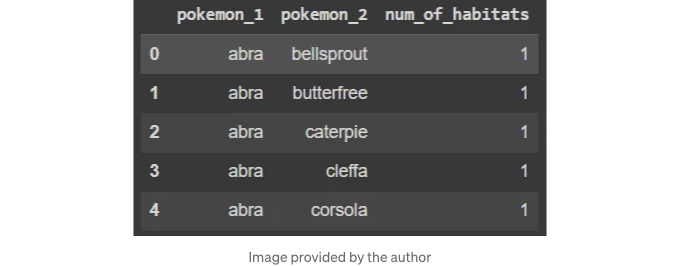 pokemon_1 pokemon_2 num_of_habitats
0 abra bellsprout 1
1 abra butterfree 1
2 abra caterpie 1
3 abra cleffa 1
4 abra corsola 1
Image provided by the author